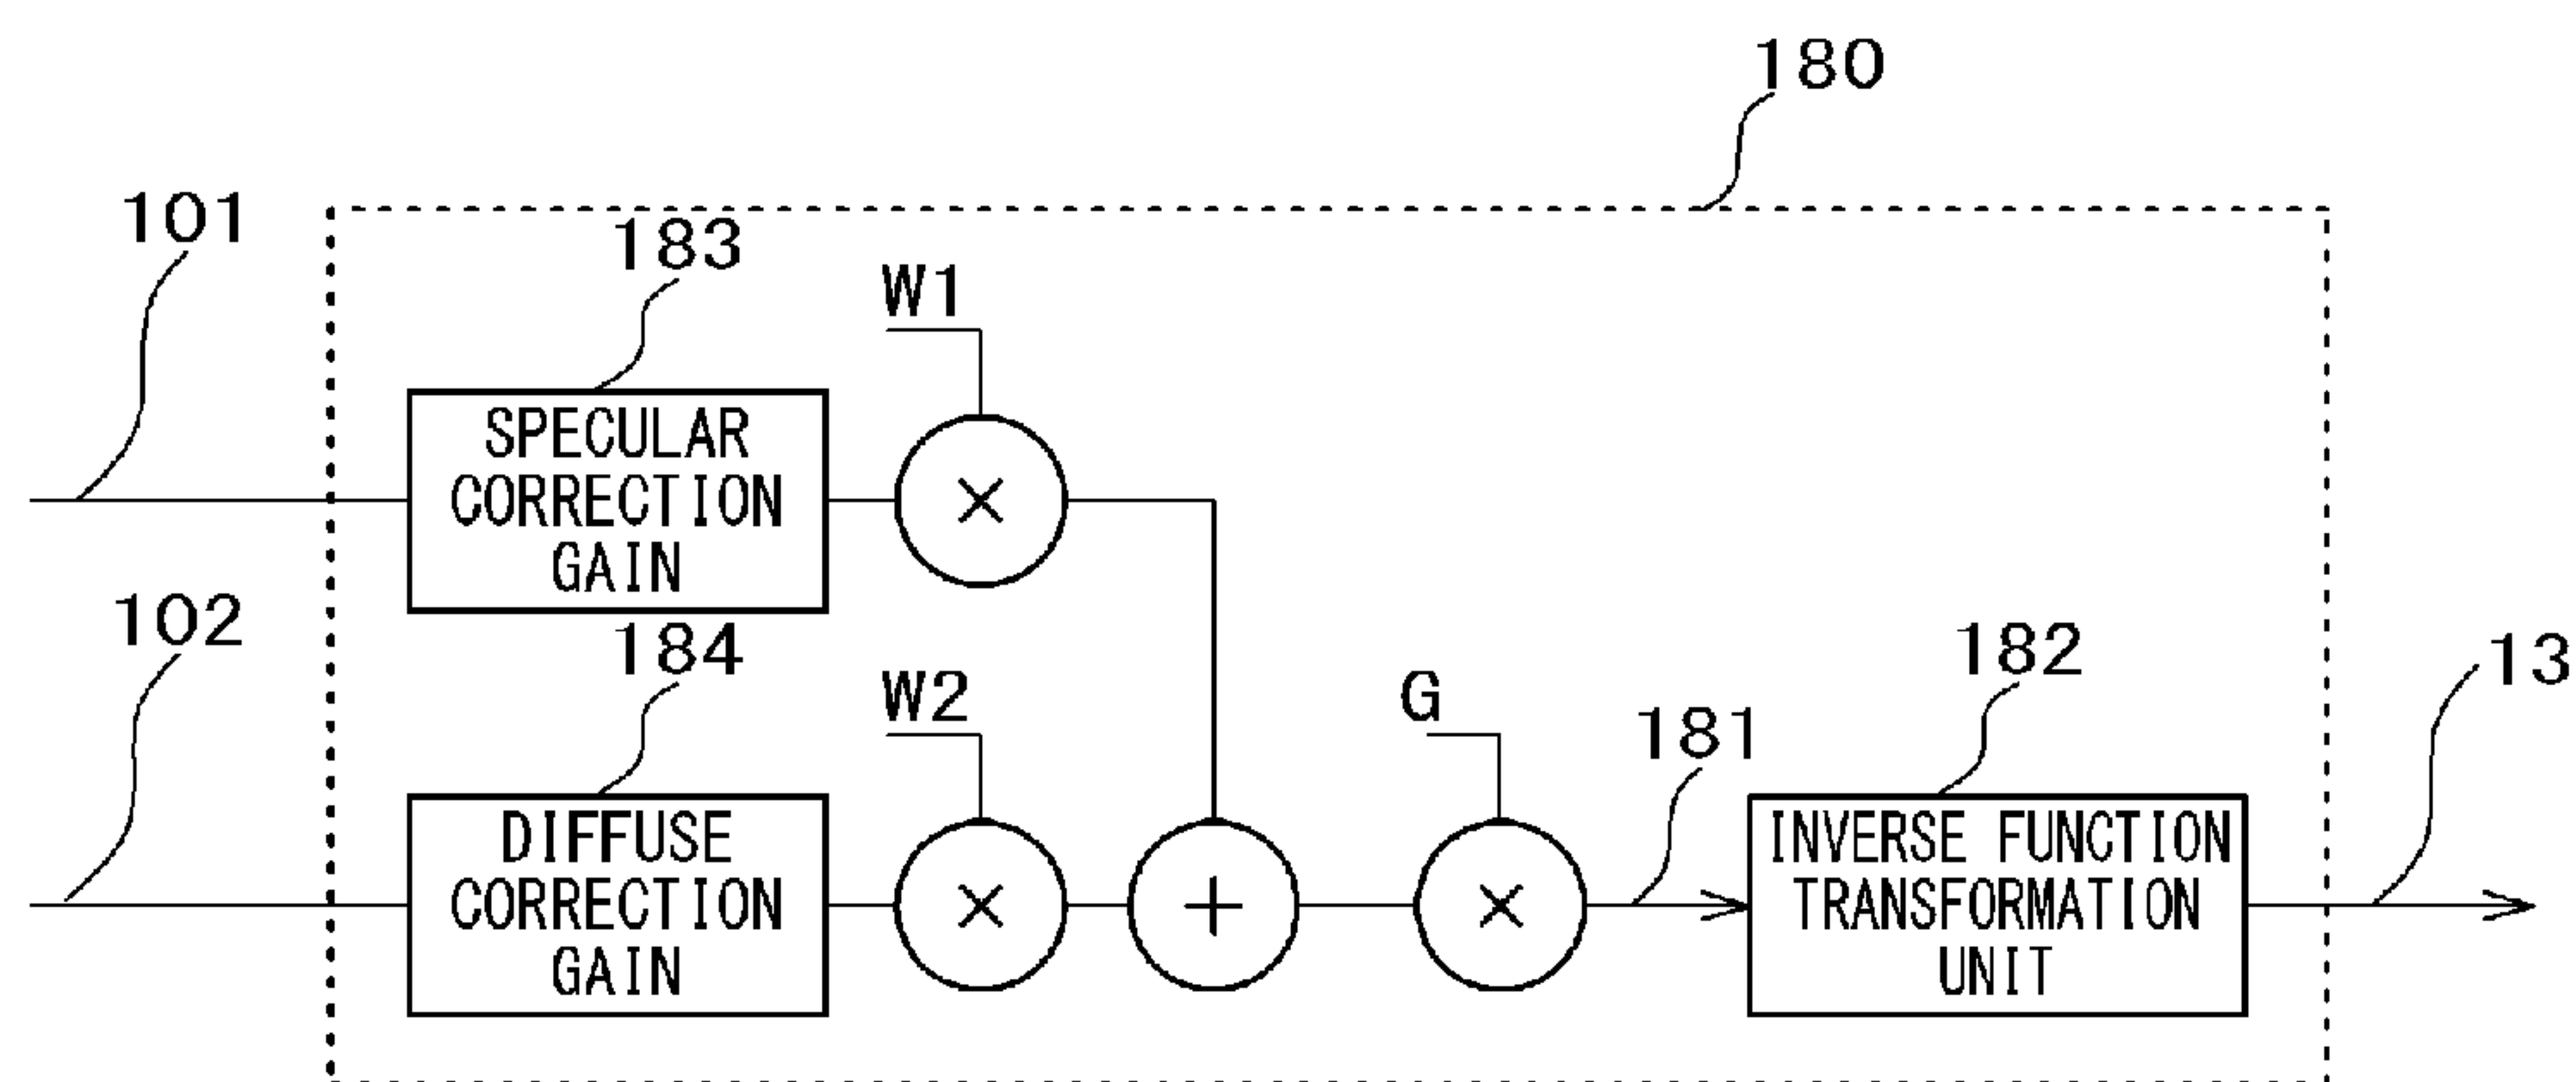 180
101
183
W1
SPECULAR
CORRECTION
GAIN
×
102
184
W2
G
181
182
13
DIFFUSE
CORRECTION
GAIN
×
+
×
INVERSE FUNCTION
TRANSFORMATION
UNIT